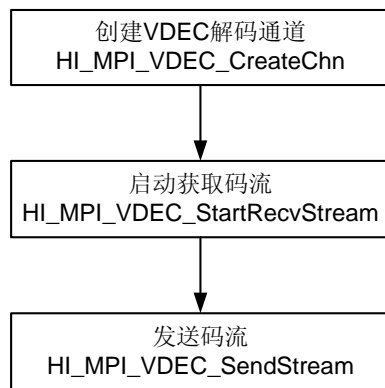 创建VDEC解码通道
HI_MPI_VDEC_CreateChn
启动获取码流
HI_MPI_VDEC_StartRecvStream
发送码流
HI_MPI_VDEC_SendStream